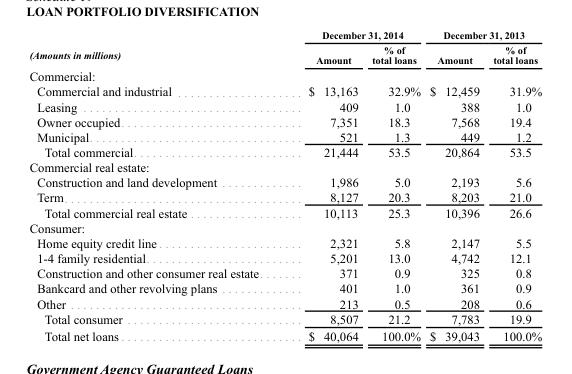 LOAN PORTFOLIO DIVERSIFICATION
December 31, 2014 December 31, 2013
(Amounts in millions) Amount % of total loans Amount % of total loans
Commercial:
Commercial and industrial $ 13,163 32.9% $ 12,459 31.9%
Leasing 409 1.0 388 1.0
Owner occupied 7,351 18.3 7,568 19.4
Municipal 521 1.3 449 1.2
Total commercial 21,444 53.5 20,864 53.5
Commercial real estate:
Construction and land development 1,986 5.0 2,193 5.6
Term 8,127 20.3 8,203 21.0
Total commercial real estate 10,113 25.3 10,396 26.6
Consumer:
Home equity credit line 2,321 5.8 2,147 5.5
1-4 family residential 5,201 13.0 4,742 12.1
Construction and other consumer real estate 371 0.9 325 0.8
Bankcard and other revolving plans 401 1.0 361 0.9
Other 213 0.5 208 0.6
Total consumer 8,507 21.2 7,783 19.9
Total net loans $ 40,064 100.0% $ 39,043 100.0%
Government Agency Guaranteed Loans